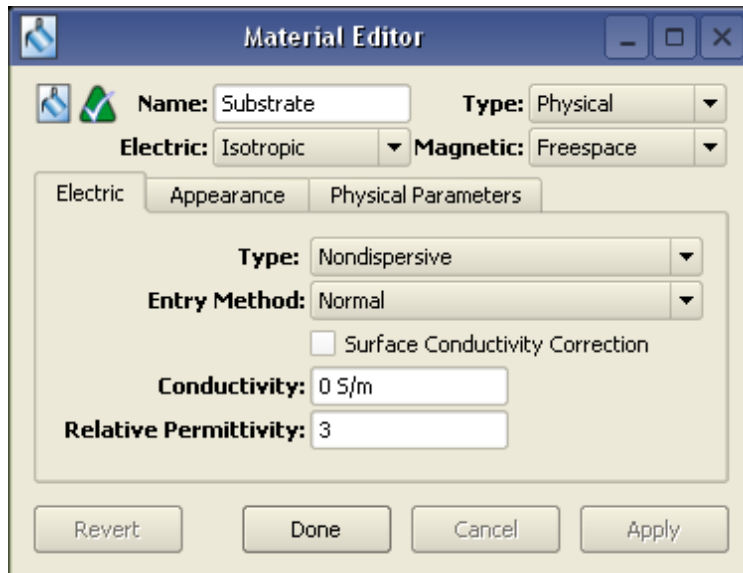 Material Editor
Name: Substrate Type: Physical
Electric: Isotropic Magnetic: Freespace
Electric Appearance Physical Parameters
Type: Nondispersive
Entry Method: Normal
Surface Conductivity Correction
Conductivity: 0 S/m
Relative Permittivity: 3
Revert Done Cancel Apply